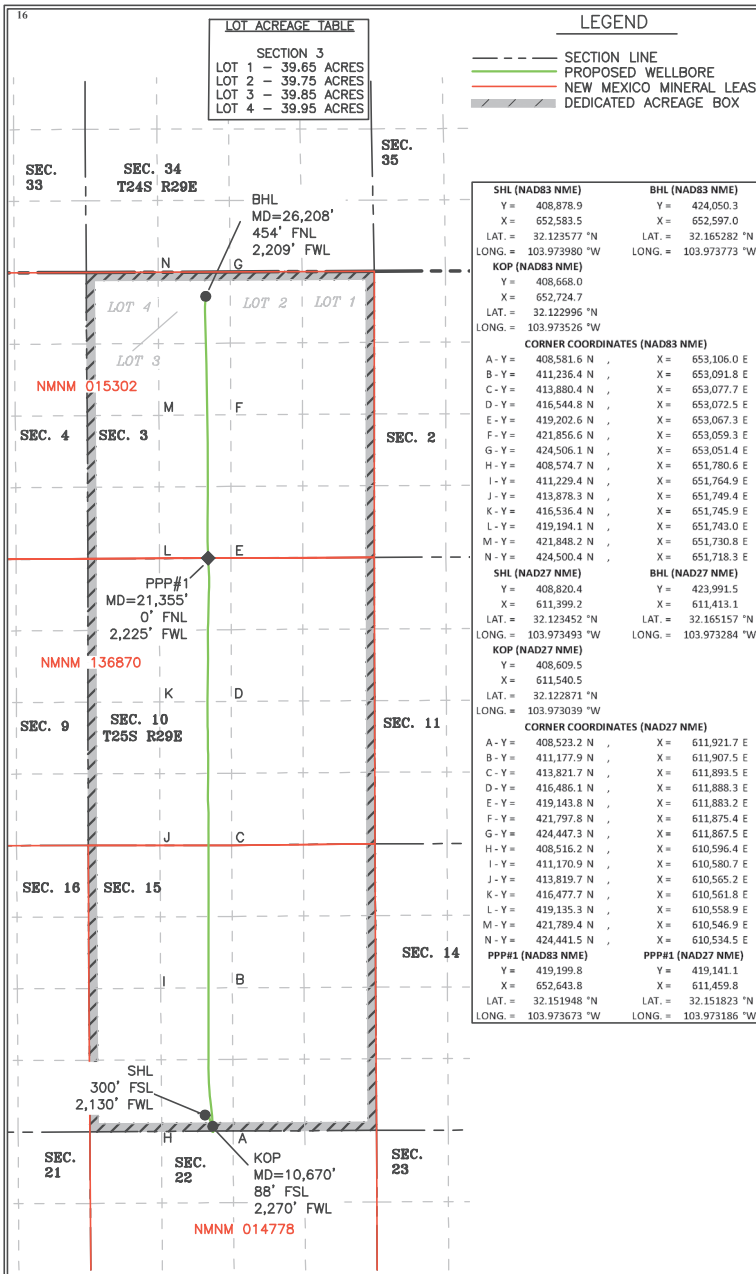 16
LOT ACREAGE TABLE
SECTION 3
LOT 1 – 39.65 ACRES
LOT 2 – 39.75 ACRES
LOT 3 – 39.85 ACRES
LOT 4 – 39.95 ACRES
LEGEND
SECTION LINE
PROPOSED WELLBORE
NEW MEXICO MINERAL LEAS
DEDICATED ACREAGE BOX
SEC. 33
SEC. 34
T24S R29E
SEC. 35
BHL
MD=26,208'
454' FNL
2,209' FWL
N G
LOT 4
LOT 3
LOT 2
LOT 1
NMNM 015302
M F
SEC. 4
SEC. 3
SEC. 2
L E
PPP#1
MD=21,355'
0' FNL
2,225' FWL
NMNM 136870
K D
SEC. 9
SEC. 10
T25S R29E
SEC. 11
J C
SEC. 16
SEC. 15
SEC. 14
I B
SHL
300' FSL
2,130' FWL
H A
SEC. 21
SEC. 22
SEC. 23
KOP
MD=10,670'
88' FSL
2,270' FWL
NMNM 014778
SHL (NAD83 NME) BHL (NAD83 NME)
Y = 408,878.9 Y = 424,050.3
X = 652,583.5 X = 652,597.0
LAT. = 32.123577 °N LAT. = 32.165282 °N
LONG. = 103.973980 °W LONG. = 103.973773 °W
KOP (NAD83 NME)
Y = 408,668.0
X = 652,724.7
LAT. = 32.122996 °N
LONG. = 103.973526 °W
CORNER COORDINATES (NAD83 NME)
A - Y = 408,581.6 N , X = 653,106.0 E
B - Y = 411,236.4 N , X = 653,091.8 E
C - Y = 413,880.4 N , X = 653,077.7 E
D - Y = 416,544.8 N , X = 653,072.5 E
E - Y = 419,202.6 N , X = 653,067.3 E
F - Y = 421,856.6 N , X = 653,059.3 E
G - Y = 424,506.1 N , X = 653,051.4 E
H - Y = 408,574.7 N , X = 651,780.6 E
I - Y = 411,229.4 N , X = 651,764.9 E
J - Y = 413,878.3 N , X = 651,749.4 E
K - Y = 416,536.4 N , X = 651,745.9 E
L - Y = 419,194.1 N , X = 651,743.0 E
M - Y = 421,848.2 N , X = 651,730.8 E
N - Y = 424,500.4 N , X = 651,718.3 E
SHL (NAD27 NME) BHL (NAD27 NME)
Y = 408,820.4 Y = 423,991.5
X = 611,399.2 X = 611,413.1
LAT. = 32.123452 °N LAT. = 32.165157 °N
LONG. = 103.973493 °W LONG. = 103.973284 °W
KOP (NAD27 NME)
Y = 408,609.5
X = 611,540.5
LAT. = 32.122871 °N
LONG. = 103.973039 °W
CORNER COORDINATES (NAD27 NME)
A - Y = 408,523.2 N , X = 611,921.7 E
B - Y = 411,177.9 N , X = 611,907.5 E
C - Y = 413,821.7 N , X = 611,893.5 E
D - Y = 416,486.1 N , X = 611,888.3 E
E - Y = 419,143.8 N , X = 611,883.2 E
F - Y = 421,797.8 N , X = 611,875.4 E
G - Y = 424,447.3 N , X = 611,867.5 E
H - Y = 408,516.2 N , X = 610,596.4 E
I - Y = 411,170.9 N , X = 610,580.7 E
J - Y = 413,819.7 N , X = 610,565.2 E
K - Y = 416,477.7 N , X = 610,561.8 E
L - Y = 419,135.3 N , X = 610,558.9 E
M - Y = 421,789.4 N , X = 610,546.9 E
N - Y = 424,441.5 N , X = 610,534.5 E
PPP#1 (NAD83 NME) PPP#1 (NAD27 NME)
Y = 419,199.8 Y = 419,141.1
X = 652,643.8 X = 611,459.8
LAT. = 32.151948 °N LAT. = 32.151823 °N
LONG. = 103.973673 °W LONG. = 103.973186 °W